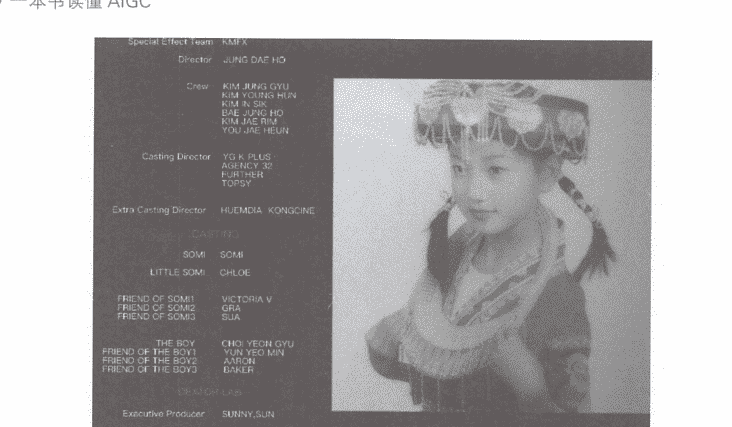 一本书读懂 AIGC
Special Effect Team KMFX
Director JUNG DAE HO
Crew KIM JUNG GYU
KIM YOUNG HUN
KIM IN SIK
BAE JUNG HO
KIM JAE RIM
YOU JAE HEUN
Casting Director YG K PLUS
AGENCY 32
FURTHER
TOPSY
Extra Casting Director HUEMDIA KONGCINE
CASTING
SOMI SOMI
LITTLE SOMI CHLOE
FRIEND OF SOMI1 VICTORIA V
FRIEND OF SOMI2 GRA
FRIEND OF SOMI3 SUA
THE BOY CHOI YEON GYU
FRIEND OF THE BOY1 YUN YEO MIN
FRIEND OF THE BOY2 AARON
FRIEND OF THE BOY3 BAKER
Executive Producer SUNNY,SUN